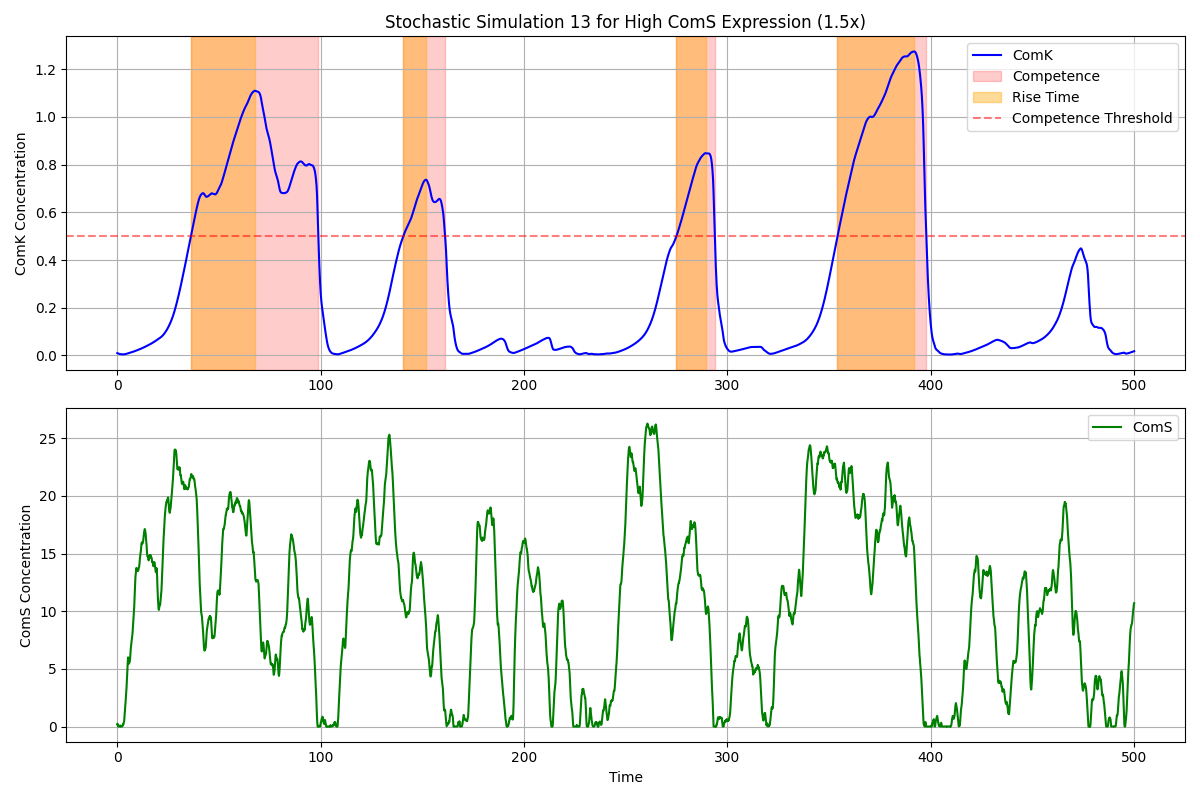 Stochastic Simulation 13 for High ComS Expression (1.5x)
ComK Concentration
1.2
1.0
0.8
0.6
0.4
0.2
0.0
ComK
Competence
Rise Time
Competence Threshold
0 100 200 300 400 500
ComS Concentration
25
20
15
10
5
0
ComS
0 100 200 300 400 500
Time